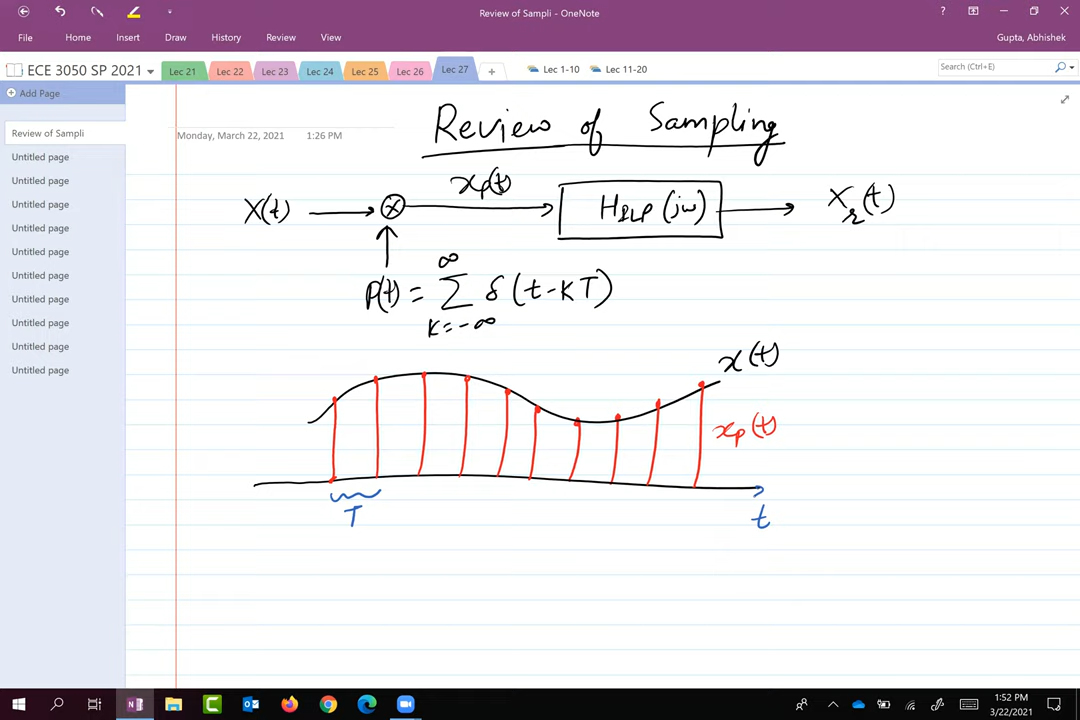 Review of Sampli - OneNote
Gupta, Abhishek
File Home Insert Draw History Review View
ECE 3050 SP 2021
Lec 21 Lec 22 Lec 23 Lec 24 Lec 25 Lec 26 Lec 27 + Lec 1-10 Lec 11-20
Search (Ctrl+E)
Add Page
Review of Sampli
Untitled page
Untitled page
Untitled page
Untitled page
Untitled page
Untitled page
Untitled page
Untitled page
Untitled page
Untitled page
Review of Sampling
Monday, March 22, 2021 1:26 PM
xp(t)
X(t) ⊗ HILP(jω) Xr(t)
P(t) = ∞ Σ k=-∞ δ(t-kT)
x(t)
xp(t)
T
t
1:52 PM
3/22/2021